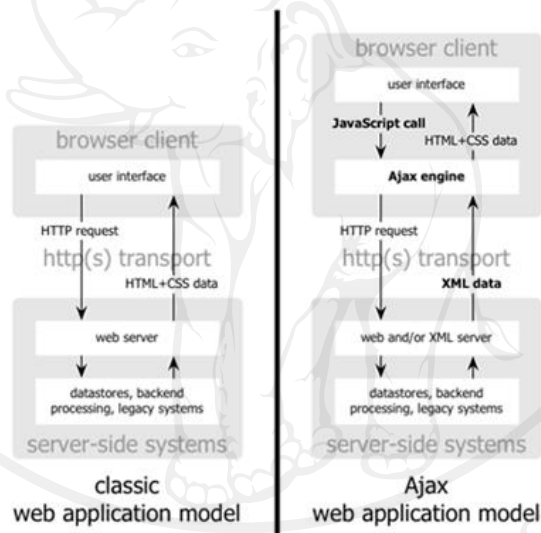 browser client
user interface
HTTP request
http(s) transport
HTML+CSS data
web server
datastores, backend
processing, legacy systems
server-side systems
classic
web application model
browser client
user interface
JavaScript call
HTML+CSS data
Ajax engine
HTTP request
http(s) transport
XML data
web and/or XML server
datastores, backend
processing, legacy systems
server-side systems
Ajax
web application model